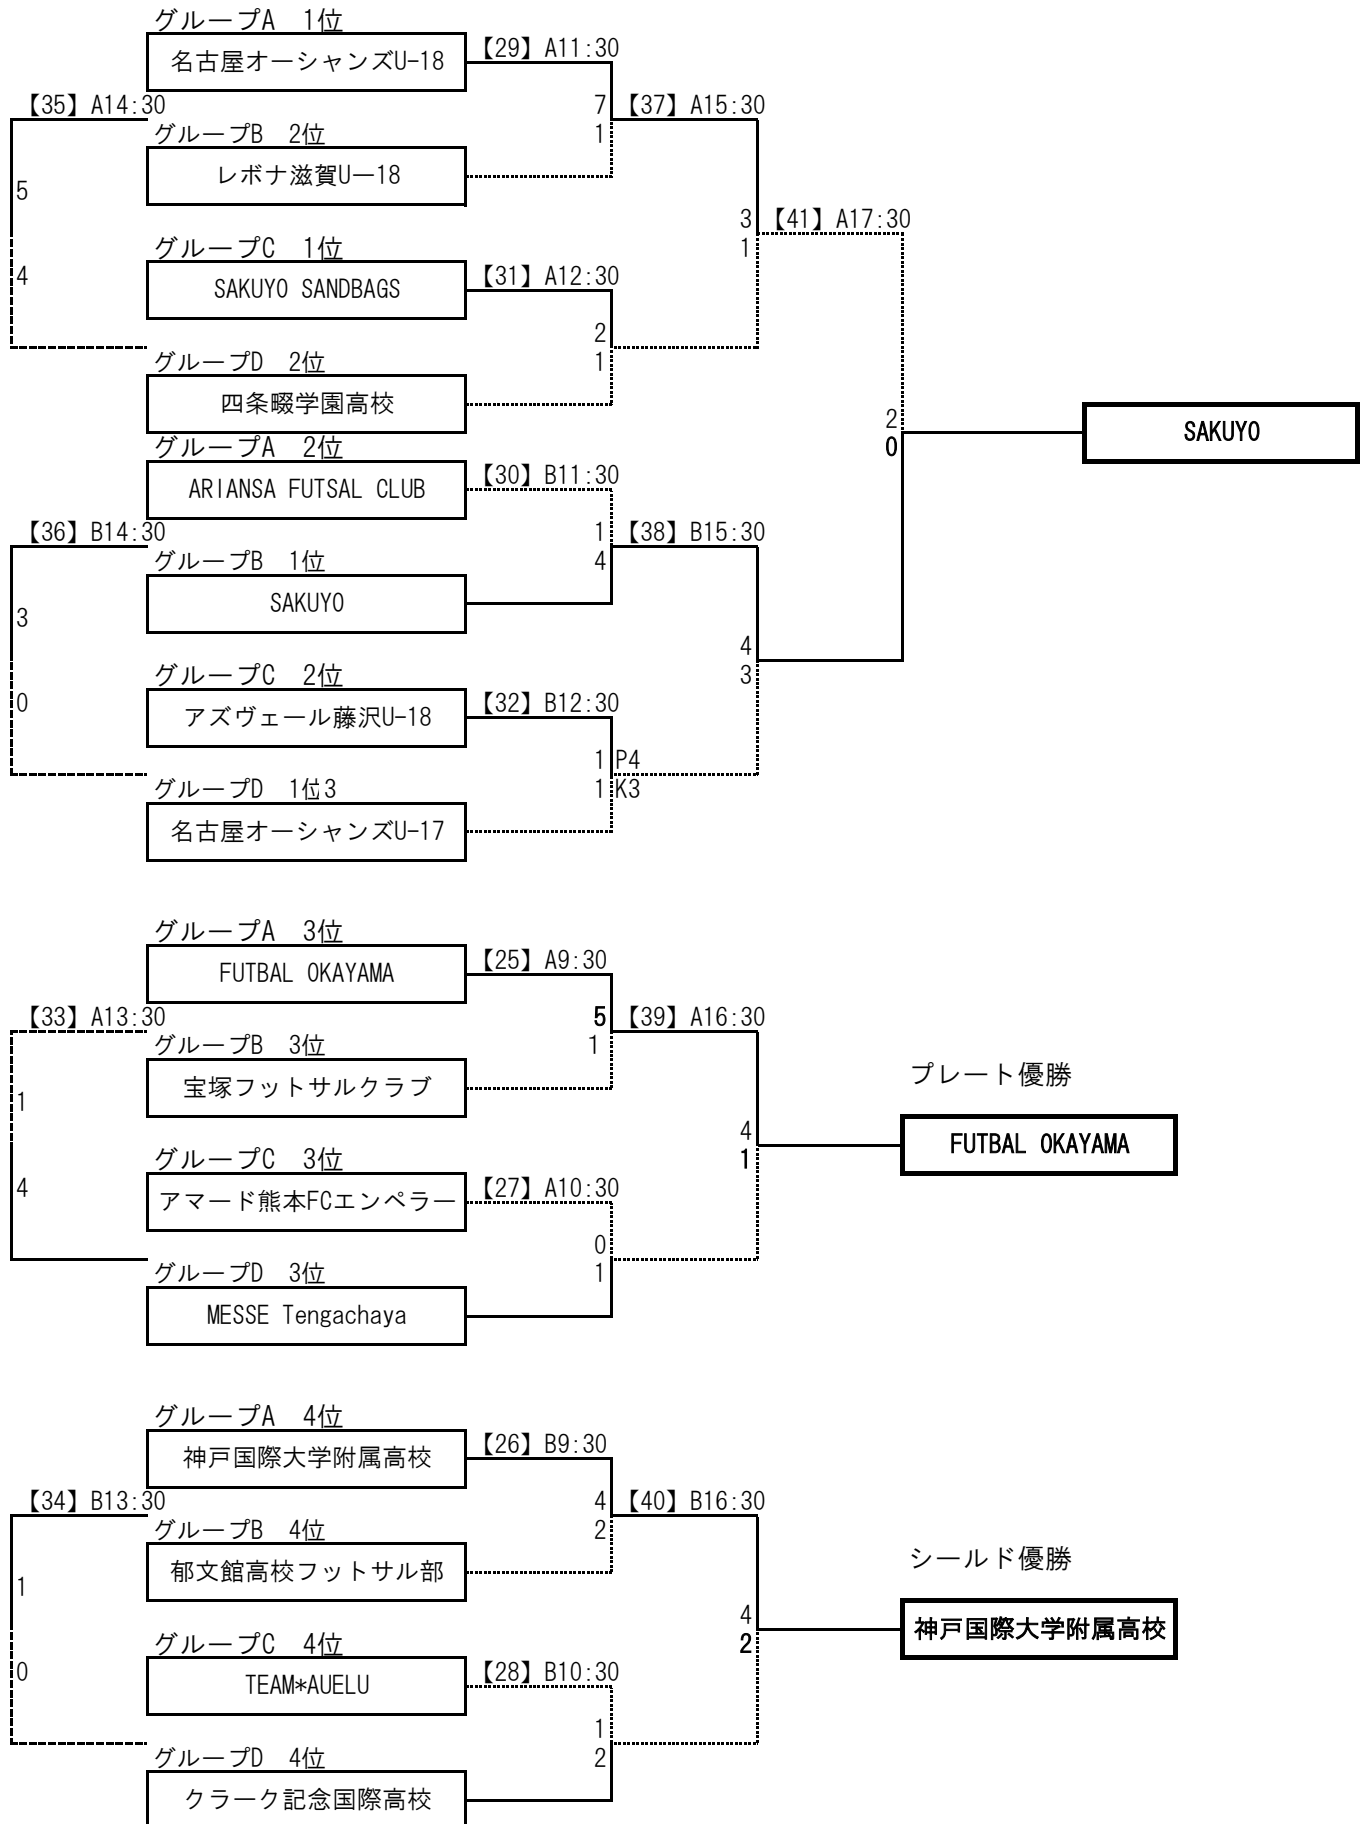 グループA　1位
名古屋オーシャンズU-18
【29】A11:30
【35】A14:30
7
【37】A15:30
グループB　2位
1
レボナ滋賀U―18
5
3
【41】A17:30
1
グループC　1位
4
SAKUYO SANDBAGS
【31】A12:30
2
グループD　2位
1
四条畷学園高校
2
SAKUYO
0
グループA　2位
ARIANSA FUTSAL CLUB
【30】B11:30
【36】B14:30
1
【38】B15:30
グループB　1位
4
SAKUYO
3
4
グループC　2位
3
0
アズヴェール藤沢U-18
【32】B12:30
1
P4
グループD　1位3
1
K3
名古屋オーシャンズU-17
グループA　3位
FUTBAL OKAYAMA
【25】A9:30
【33】A13:30
5
【39】A16:30
グループB　3位
1
プレート優勝
宝塚フットサルクラブ
1
4
FUTBAL OKAYAMA
グループC　3位
1
4
アマード熊本FCエンペラー
【27】A10:30
0
グループD　3位
1
MESSE Tengachaya
グループA　4位
神戸国際大学附属高校
【26】B9:30
【34】B13:30
4
【40】B16:30
グループB　4位
2
シールド優勝
郁文館高校フットサル部
1
4
神戸国際大学附属高校
グループC　4位
2
0
TEAM*AUELU
【28】B10:30
1
グループD　4位
2
クラーク記念国際高校